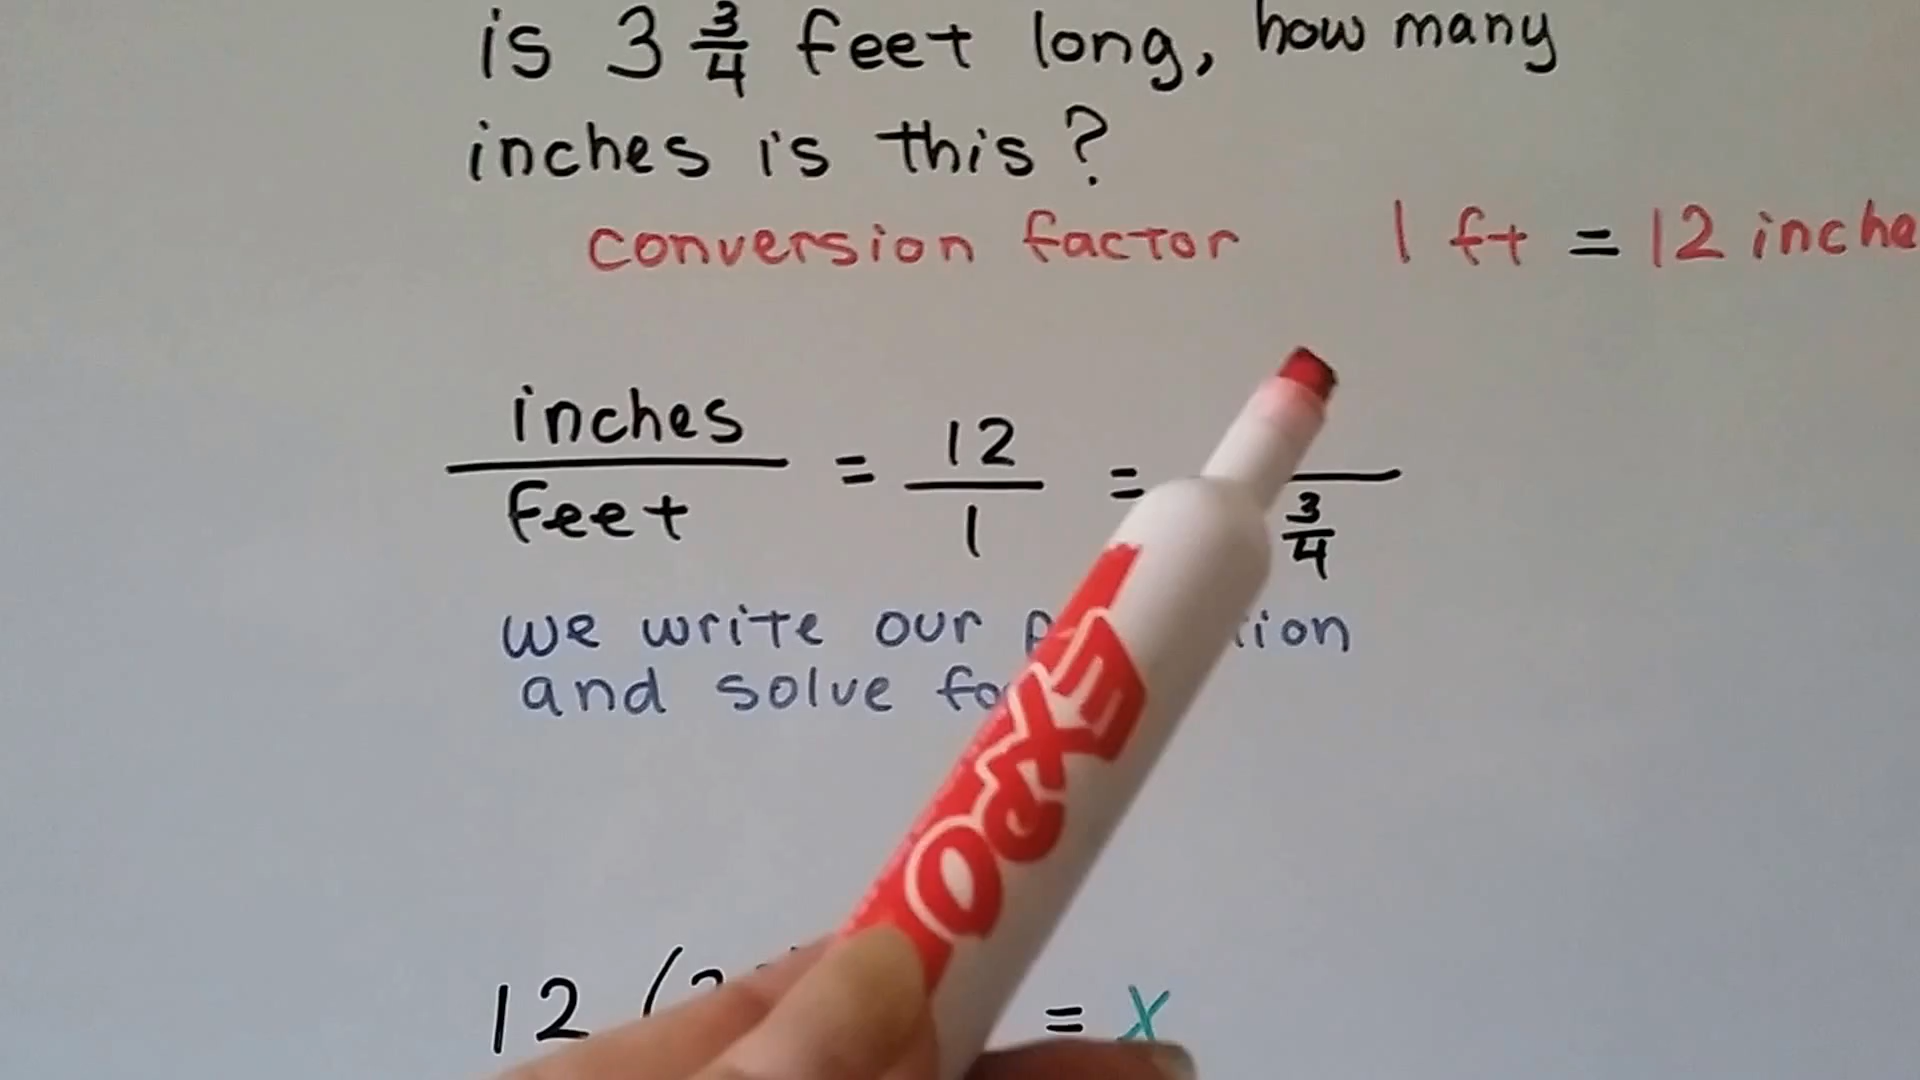 is 3 3/4 feet long, how many
inches is this?
conversion factor 1 ft = 12 inche
inches/feet = 12/1 = /3/4
we write our
and solve
EXPO
12 ( = x